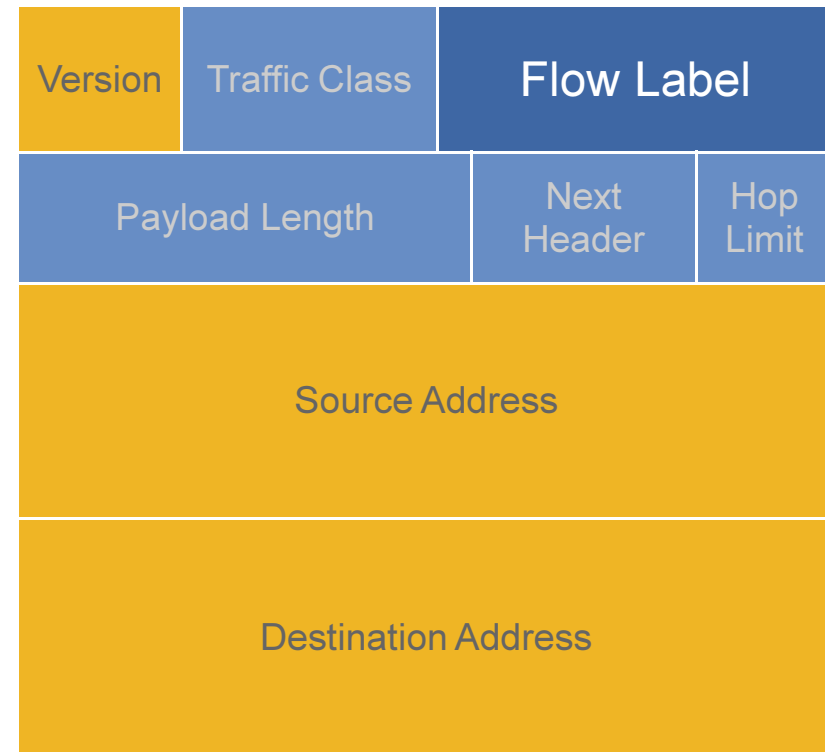 Version
Traffic Class
Flow Label
Payload Length
Next
Header
Hop
Limit
Source Address
Destination Address